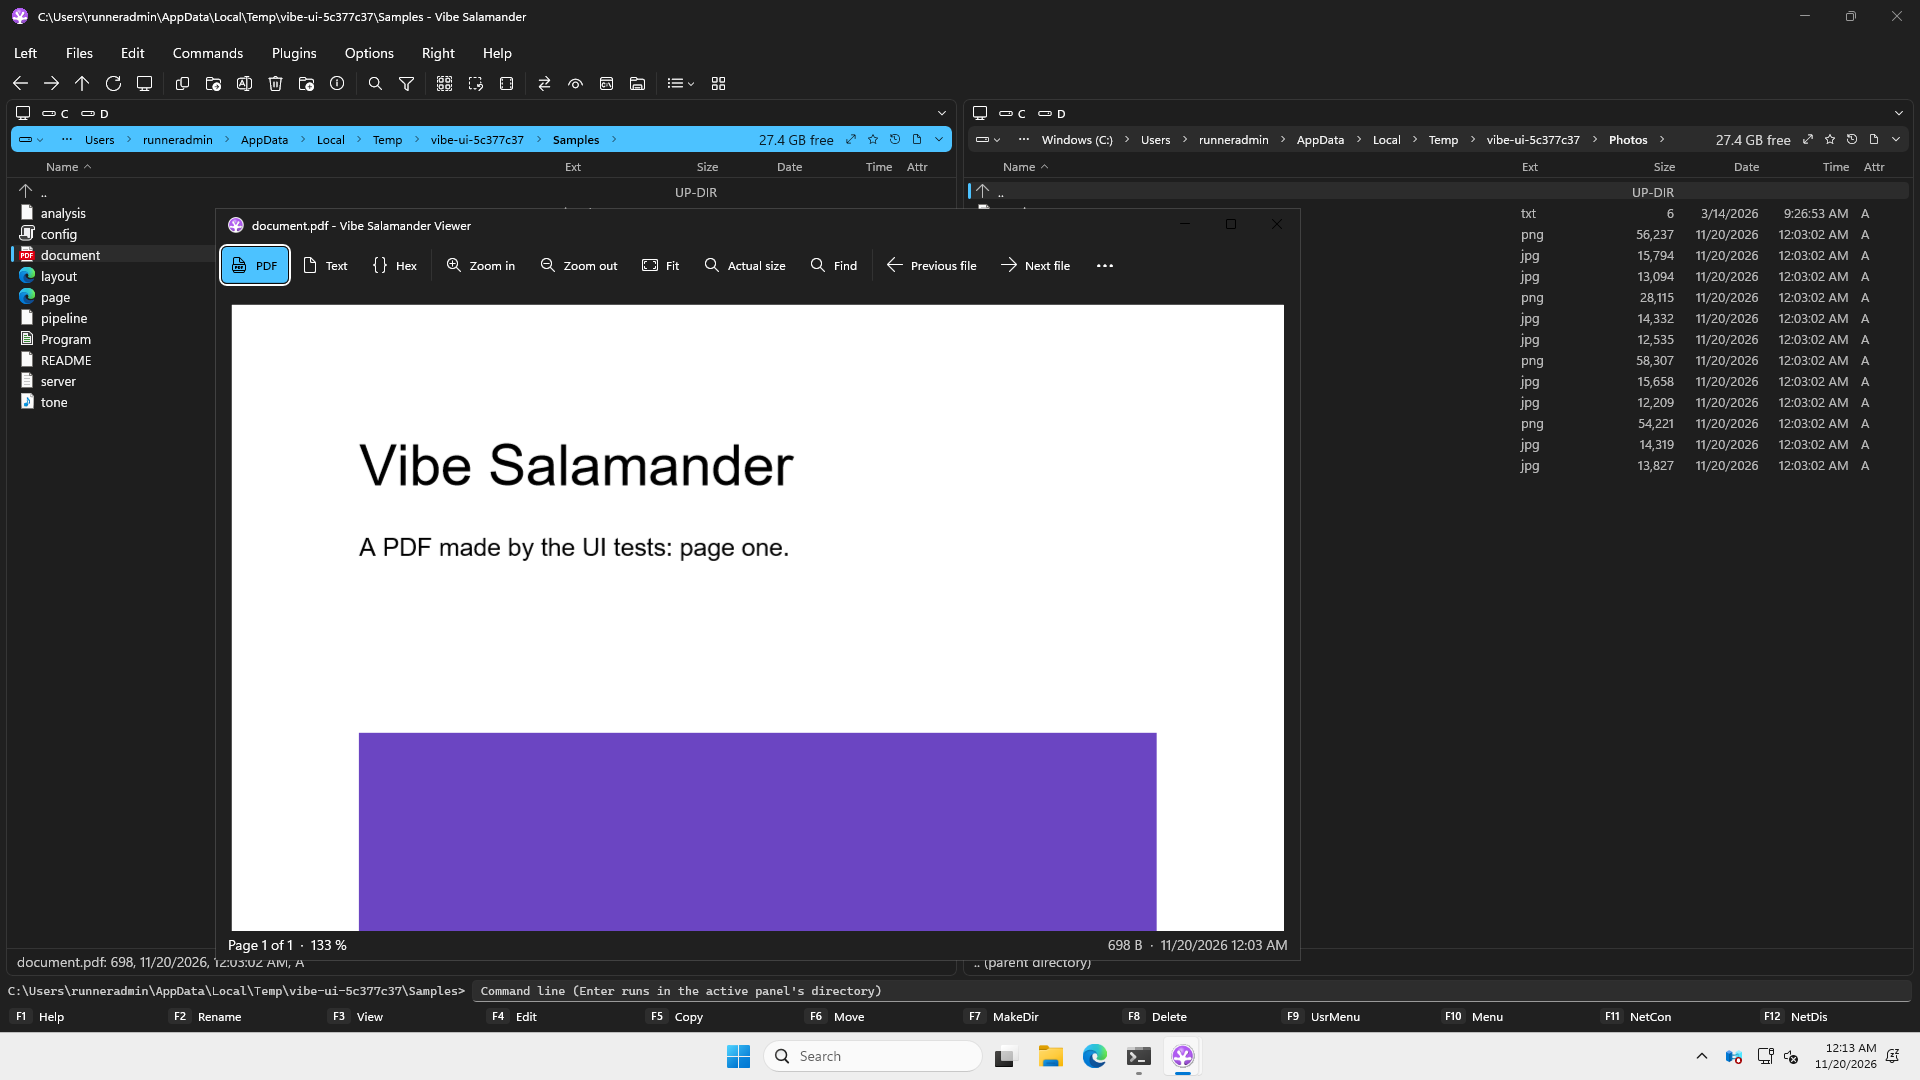 C:\Users\runneradmin\AppData\Local\Temp\vibe-ui-5c377c37\Samples - Vibe Salamander
Left Files Edit Commands Plugins Options Right Help
C D
C D
Users runneradmin AppData Local Temp vibe-ui-5c377c37 Samples 27.4 GB free
Windows (C:) Users runneradmin AppData Local Temp vibe-ui-5c377c37 Photos 27.4 GB free
Name Ext Size Date Time Attr
Name Ext Size Date Time Attr
.. UP-DIR
.. UP-DIR
analysis
config
document
layout
page
pipeline
Program
README
server
tone
document.pdf - Vibe Salamander Viewer
PDF Text Hex Zoom in Zoom out Fit Actual size Find Previous file Next file
Vibe Salamander
A PDF made by the UI tests: page one.
Page 1 of 1 · 133 %
698 B · 11/20/2026 12:03 AM
txt 6 3/14/2026 9:26:53 AM A
png 56,237 11/20/2026 12:03:02 AM A
jpg 15,794 11/20/2026 12:03:02 AM A
jpg 13,094 11/20/2026 12:03:02 AM A
png 28,115 11/20/2026 12:03:02 AM A
jpg 14,332 11/20/2026 12:03:02 AM A
jpg 12,535 11/20/2026 12:03:02 AM A
png 58,307 11/20/2026 12:03:02 AM A
jpg 15,658 11/20/2026 12:03:02 AM A
jpg 12,209 11/20/2026 12:03:02 AM A
png 54,221 11/20/2026 12:03:02 AM A
jpg 14,319 11/20/2026 12:03:02 AM A
jpg 13,827 11/20/2026 12:03:02 AM A
document.pdf: 698, 11/20/2026, 12:03:02 AM, A
.. (parent directory)
C:\Users\runneradmin\AppData\Local\Temp\vibe-ui-5c377c37\Samples> Command line (Enter runs in the active panel's directory)
F1 Help F2 Rename F3 View F4 Edit F5 Copy F6 Move F7 MakeDir F8 Delete F9 UsrMenu F10 Menu F11 NetCon F12 NetDis
Search
12:13 AM
11/20/2026